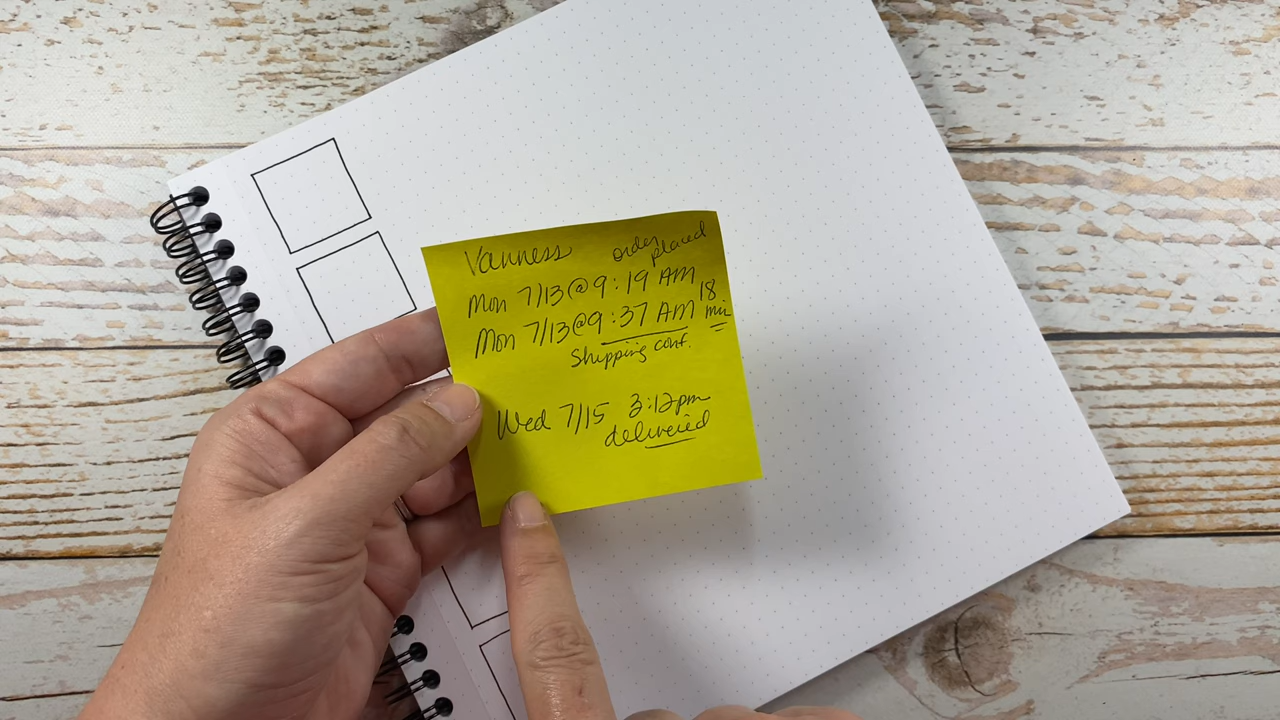 Vanness order placed
Mon 7/13 @ 9:19 AM
Mon 7/13 @ 9:37 AM 18 min
Shipping conf.
Wed 7/15 3:12pm
delivered